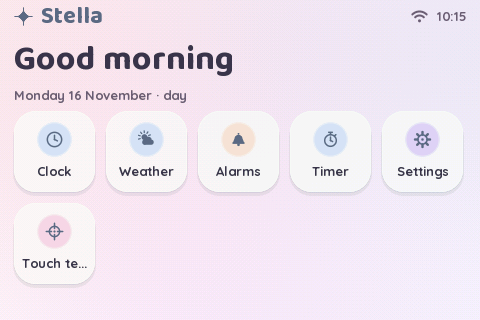 Stella
10:15
Good morning
Monday 16 November · day
Clock
Weather
Alarms
Timer
Settings
Touch te...